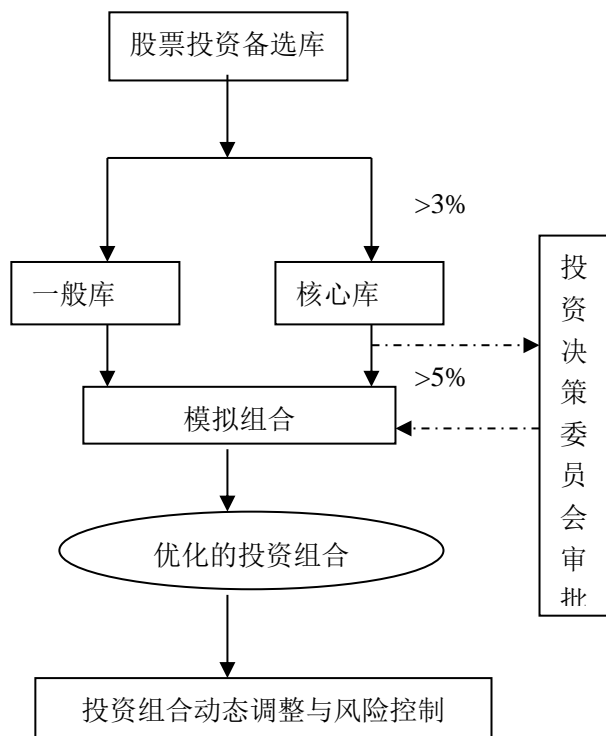 股票投资备选库
>3%
一般库
核心库
投资决策委员会审批
>5%
模拟组合
优化的投资组合
投资组合动态调整与风险控制